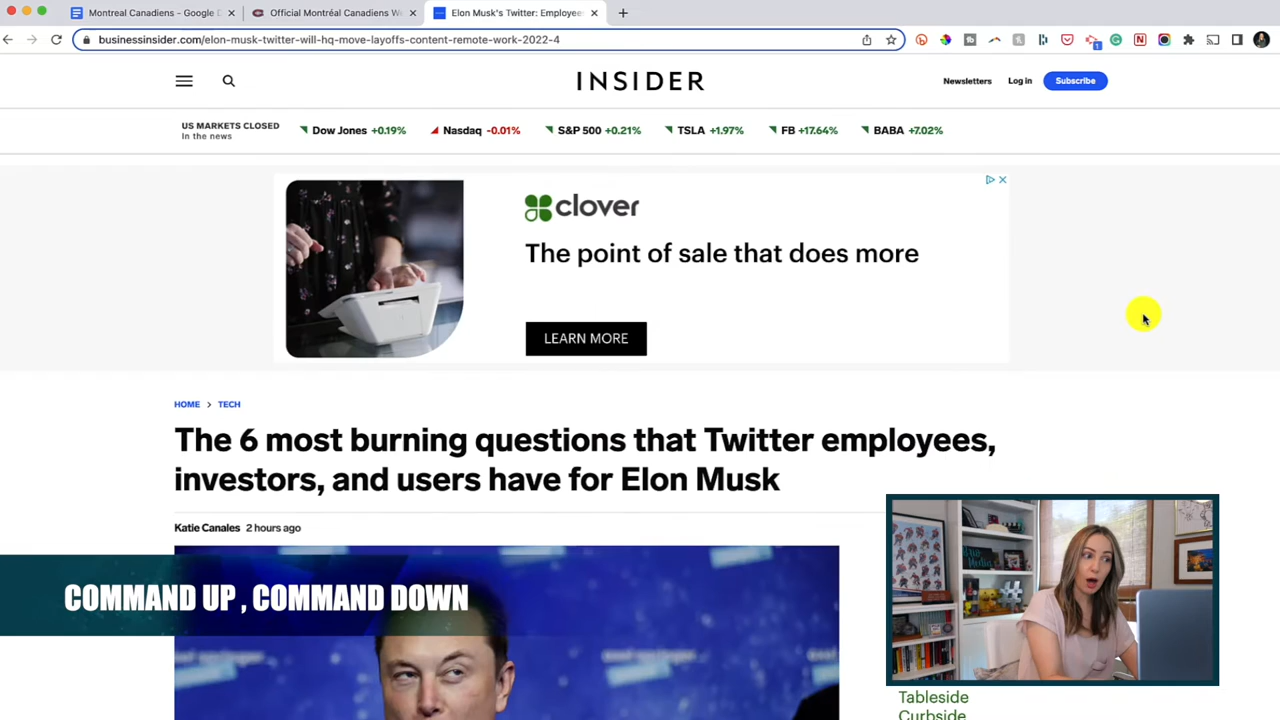 Montreal Canadiens - Google D
Official Montréal Canadiens We
Elon Musk's Twitter: Employees
businessinsider.com/elon-musk-twitter-will-hq-move-layoffs-content-remote-work-2022-4
INSIDER
Newsletters
Log in
Subscribe
US MARKETS CLOSED
In the news
Dow Jones +0.19%
Nasdaq -0.01%
S&P 500 +0.21%
TSLA +1.97%
FB +17.64%
BABA +7.02%
clover
The point of sale that does more
LEARN MORE
HOME > TECH
The 6 most burning questions that Twitter employees,
investors, and users have for Elon Musk
Katie Canales 2 hours ago
COMMAND UP , COMMAND DOWN
Tableside
Curbside